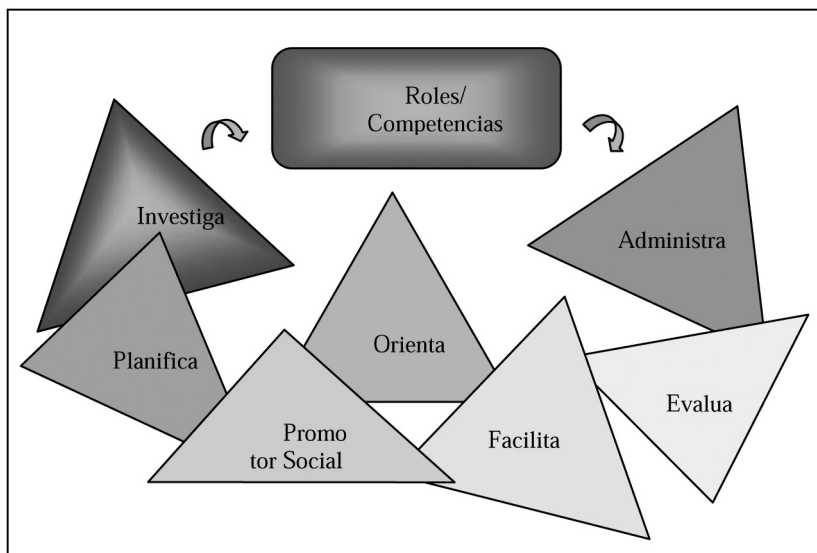 Roles/
Competencias
Investiga
Administra
Planifica
Orienta
Promo
tor Social
Facilita
Evalua